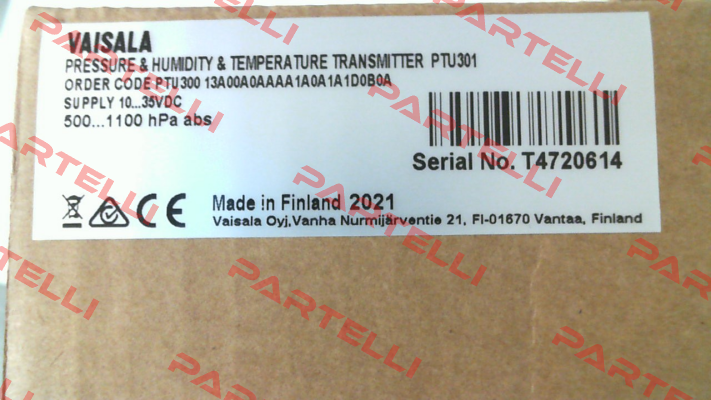 VAISALA
PRESSURE & HUMIDITY & TEMPERATURE TRANSMITTER PTU301
ORDER CODE PTU300 13A00A0AAAA1A0A1A1D0B0A
SUPPLY 10...35VDC
500...1100 hPa abs
Serial No. T4720614
CE
Made in Finland 2021
Vaisala Oyj,Vanha Nurmijärventie 21, FI-01670 Vantaa, Finland
PARTELLI
PARTELLI
PARTELLI
PARTELLI
PARTELLI
PARTELLI
PARTELLI
PARTELLI